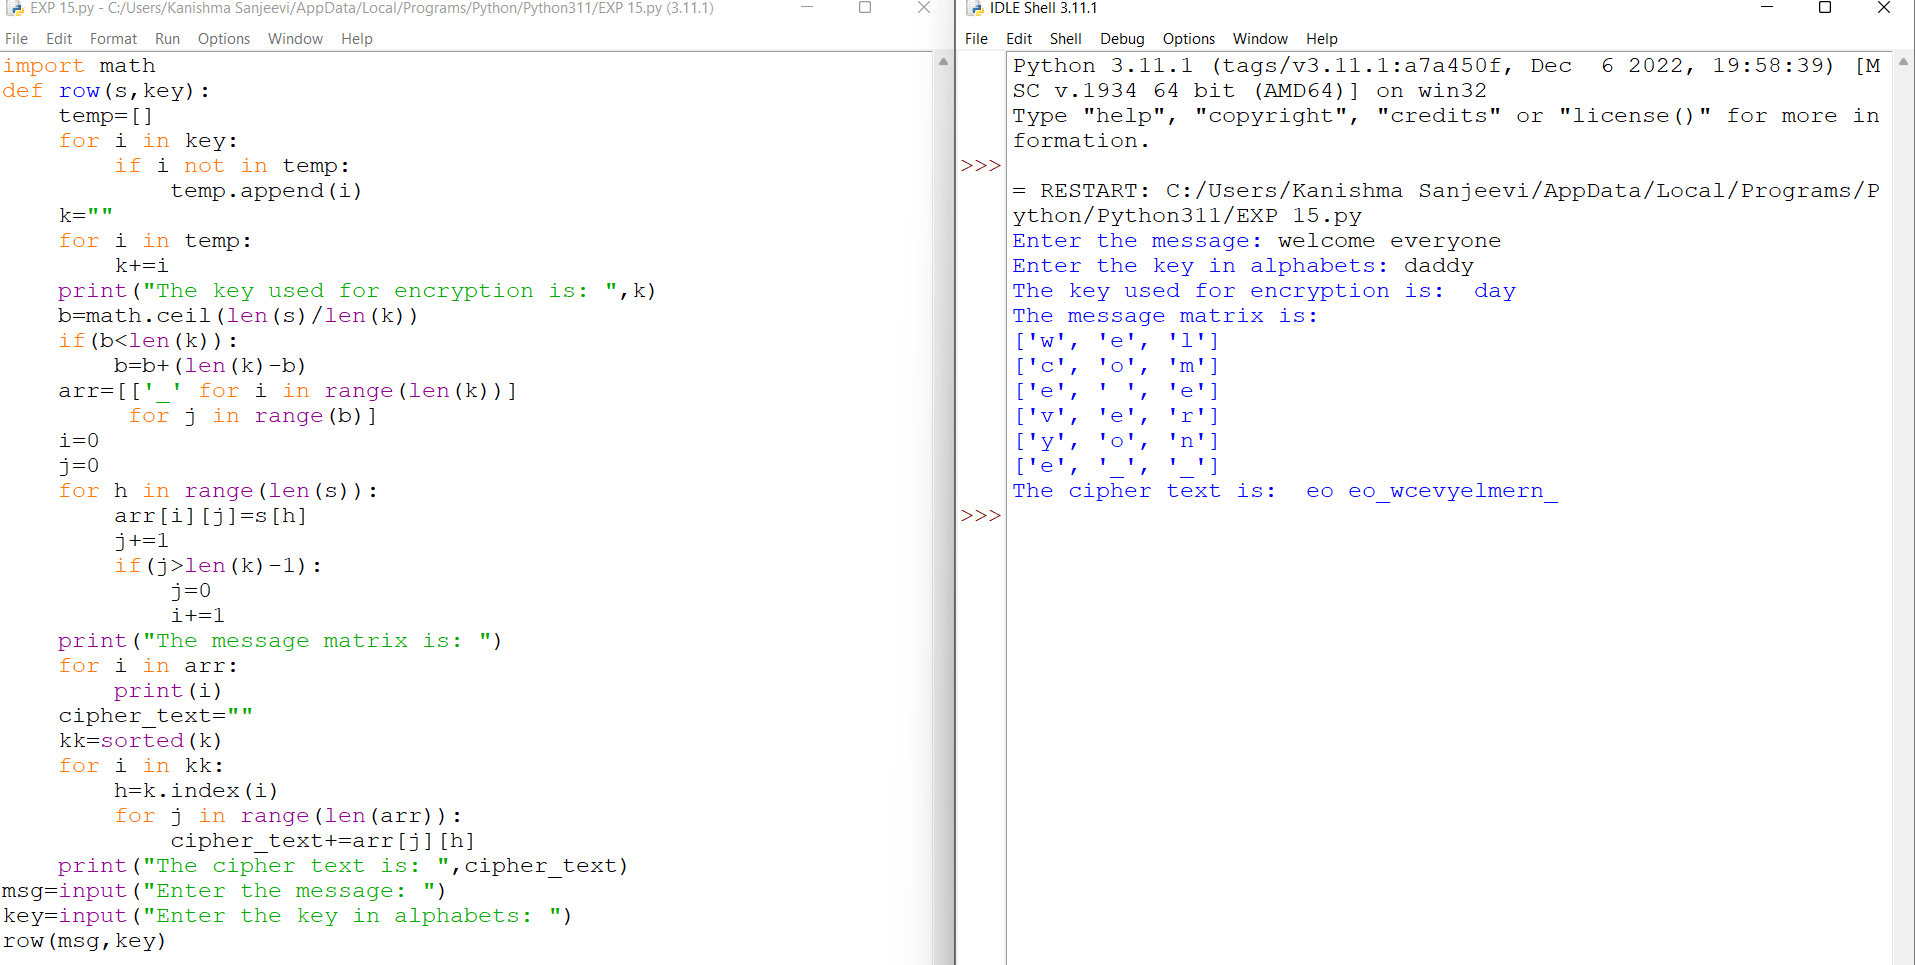 EXP 15.py - C:/Users/Kanishma Sanjeevi/AppData/Local/Programs/Python/Python311/EXP 15.py (3.11.1)
File Edit Format Run Options Window Help
import math
def row(s,key):
    temp=[]
    for i in key:
        if i not in temp:
            temp.append(i)
    k=""
    for i in temp:
        k+=i
    print("The key used for encryption is: ",k)
    b=math.ceil(len(s)/len(k))
    if(b<len(k)):
        b=b+(len(k)-b)
    arr=[['_' for i in range(len(k))]
         for j in range(b)]
    i=0
    j=0
    for h in range(len(s)):
        arr[i][j]=s[h]
        j+=1
        if(j>len(k)-1):
            j=0
            i+=1
    print("The message matrix is: ")
    for i in arr:
        print(i)
    cipher_text=""
    kk=sorted(k)
    for i in kk:
        h=k.index(i)
        for j in range(len(arr)):
            cipher_text+=arr[j][h]
    print("The cipher text is: ",cipher_text)
msg=input("Enter the message: ")
key=input("Enter the key in alphabets: ")
row(msg,key)
IDLE Shell 3.11.1
File Edit Shell Debug Options Window Help
Python 3.11.1 (tags/v3.11.1:a7a450f, Dec  6 2022, 19:58:39) [M
SC v.1934 64 bit (AMD64)] on win32
Type "help", "copyright", "credits" or "license()" for more in
formation.
>>>
= RESTART: C:/Users/Kanishma Sanjeevi/AppData/Local/Programs/P
ython/Python311/EXP 15.py
Enter the message: welcome everyone
Enter the key in alphabets: daddy
The key used for encryption is:  day
The message matrix is:
['w', 'e', 'l']
['c', 'o', 'm']
['e', ' ', 'e']
['v', 'e', 'r']
['y', 'o', 'n']
['e', '_', '_']
The cipher text is:  eo eo_wcevyelmern_
>>>